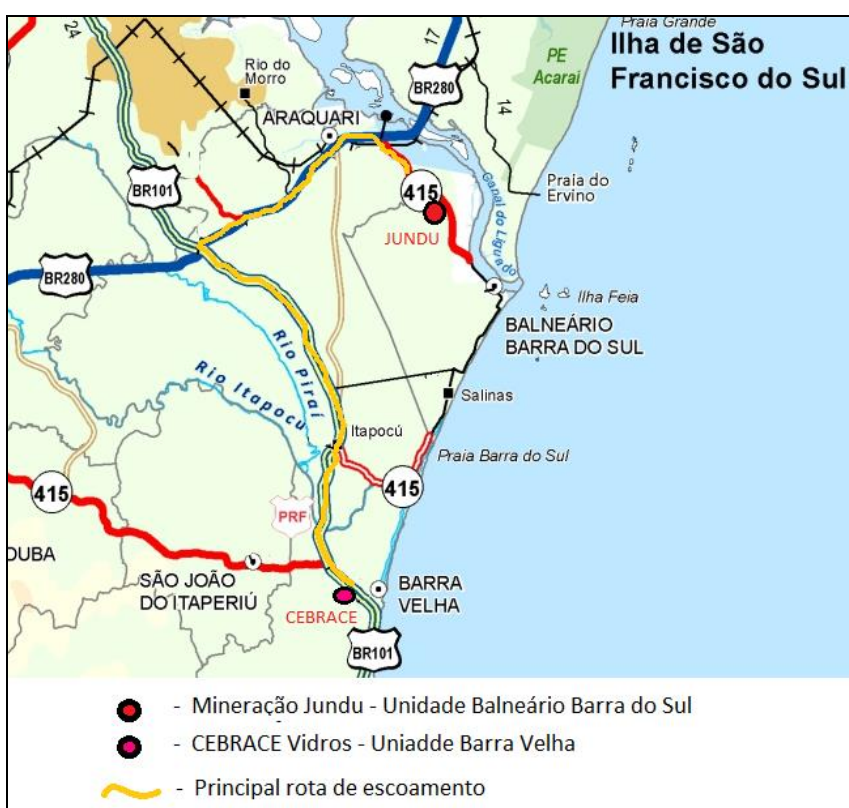 Praia Grande
Ilha de São
Francisco do Sul
24
17
PE
Acaraí
Rio do
Morro
BR280
14
ARAQUARI
BR101
415
Praia do
Ervino
Canal do Linguado
JUNDU
BR280
Ilha Feia
BALNEÁRIO
BARRA DO SUL
Rio Piraí
Rio Itapocú
Salinas
Itapocú
Praia Barra do Sul
415
415
PRF
OUBA
SÃO JOÃO
DO ITAPERIÚ
BARRA
VELHA
CEBRACE
BR101
- Mineração Jundu - Unidade Balneário Barra do Sul
- CEBRACE Vidros - Uniadde Barra Velha
- Principal rota de escoamento